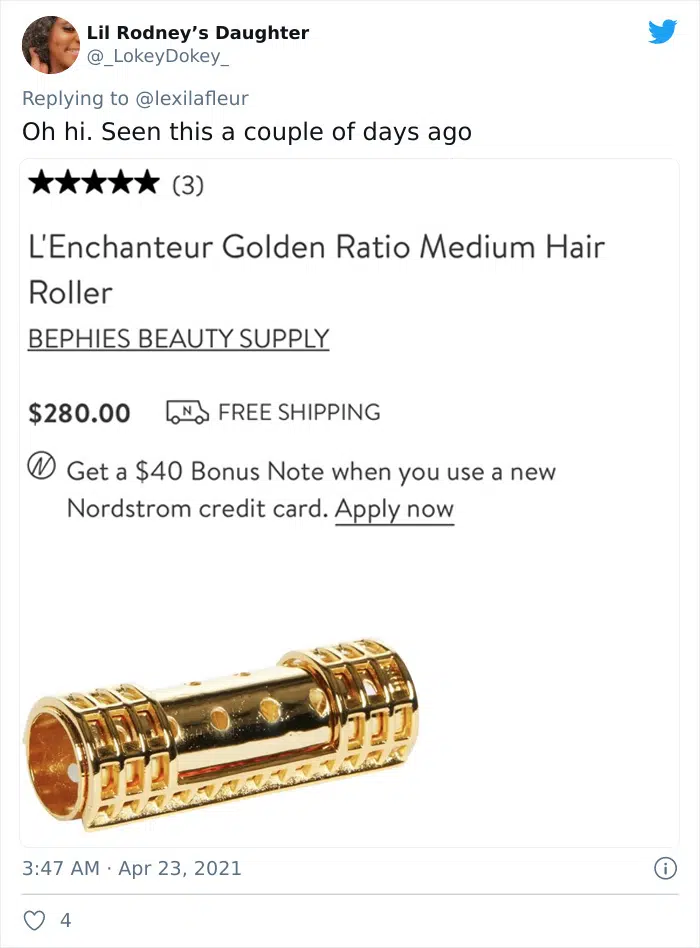 Lil Rodney’s Daughter
@_LokeyDokey_
Replying to @lexilafleur
Oh hi. Seen this a couple of days ago
★★★★★ (3)
L'Enchanteur Golden Ratio Medium Hair
Roller
BEPHIES BEAUTY SUPPLY
$280.00 N FREE SHIPPING
N Get a $40 Bonus Note when you use a new
Nordstrom credit card. Apply now
3:47 AM · Apr 23, 2021
4